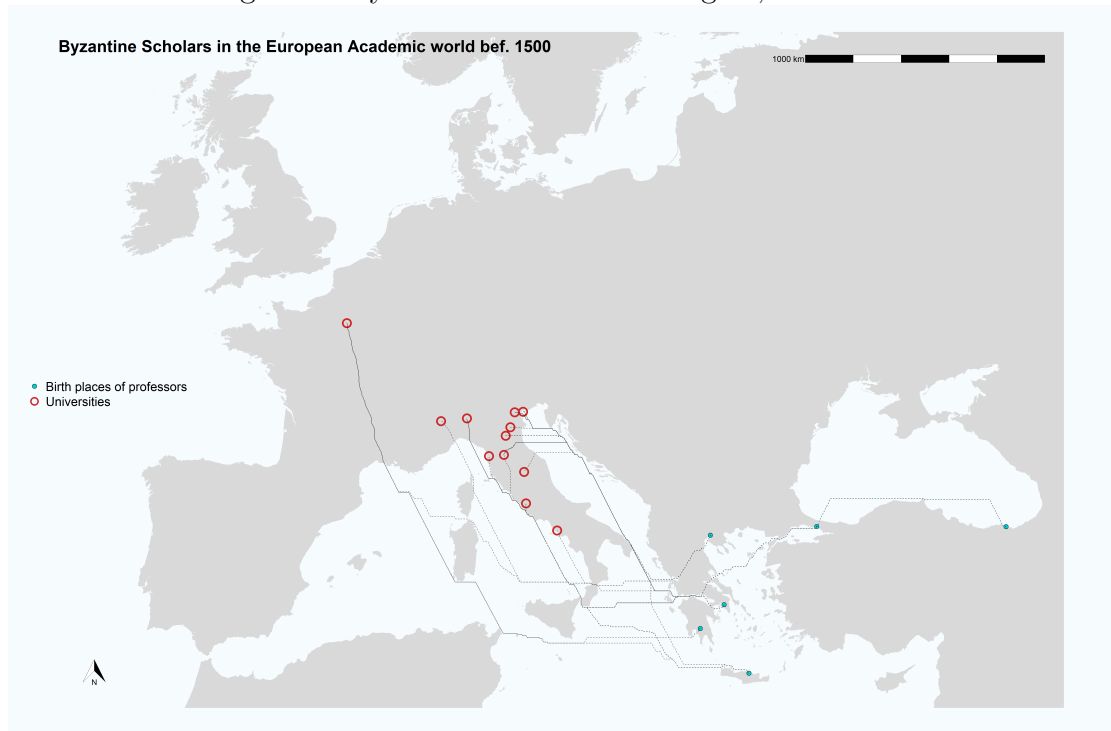 Byzantine Scholars in the European Academic world bef. 1500
1000 km
Birth places of professors
Universities
N